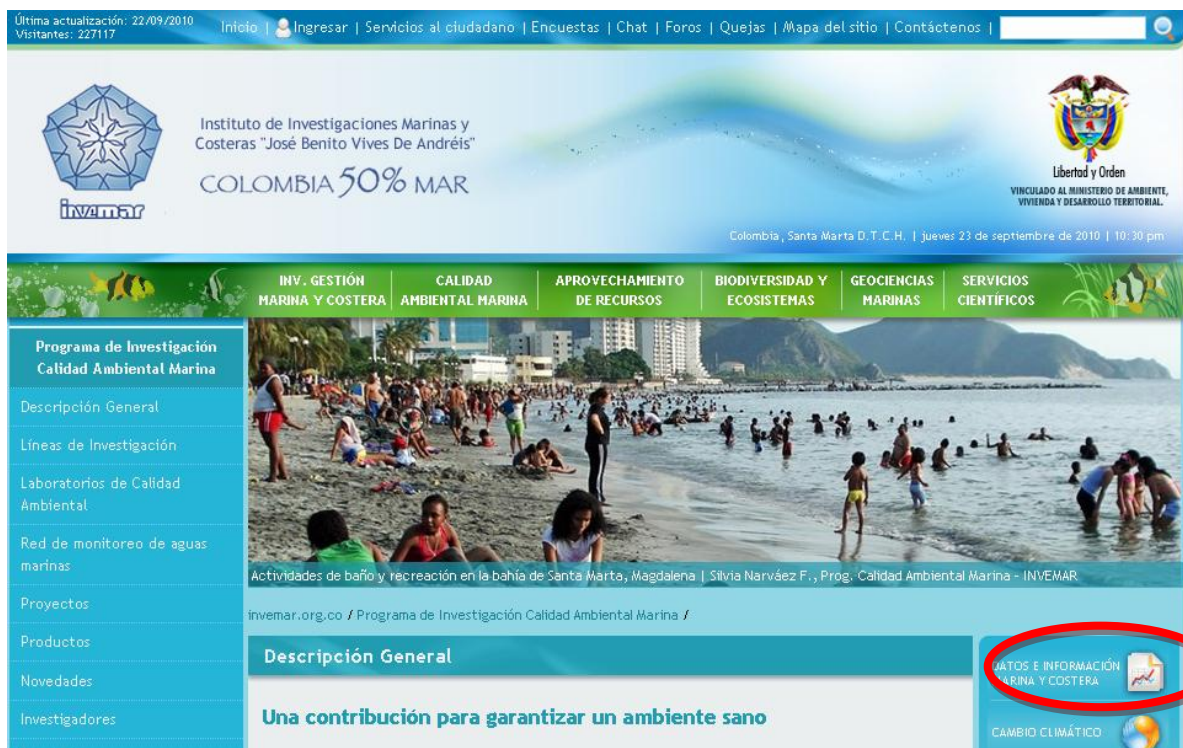 Última actualización: 22/09/2010
Visitantes: 227117
Inicio | Ingresar | Servicios al ciudadano | Encuestas | Chat | Foros | Quejas | Mapa del sitio | Contáctenos |
invemar
Instituto de Investigaciones Marinas y
Costeras "José Benito Vives De Andréis"
COLOMBIA 50% MAR
Libertad y Orden
VINCULADO AL MINISTERIO DE AMBIENTE,
VIVIENDA Y DESARROLLO TERRITORIAL.
Colombia, Santa Marta D.T.C.H. | jueves 23 de septiembre de 2010 | 10:30 pm
INV. GESTIÓN
MARINA Y COSTERA
CALIDAD
AMBIENTAL MARINA
APROVECHAMIENTO
DE RECURSOS
BIODIVERSIDAD Y
ECOSISTEMAS
GEOCIENCIAS
MARINAS
SERVICIOS
CIENTÍFICOS
Programa de Investigación
Calidad Ambiental Marina
Descripción General
Líneas de Investigación
Laboratorios de Calidad
Ambiental
Red de monitoreo de aguas
marinas
Proyectos
Productos
Novedades
Investigadores
Actividades de baño y recreación en la bahía de Santa Marta, Magdalena | Silvia Narváez F., Prog. Calidad Ambiental Marina - INVEMAR
invemar.org.co / Programa de Investigación Calidad Ambiental Marina /
Descripción General
Una contribución para garantizar un ambiente sano
DATOS E INFORMACIÓN
MARINA Y COSTERA
CAMBIO CLIMÁTICO